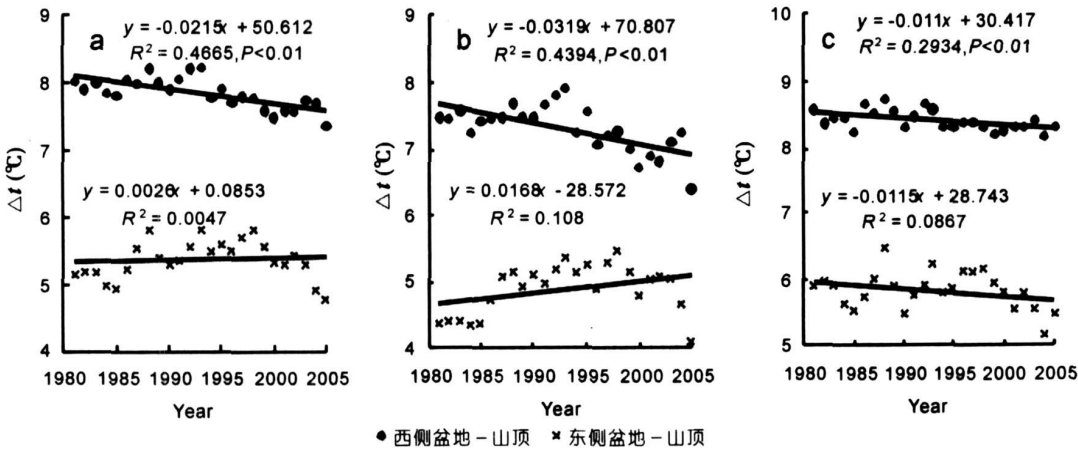 a
y = -0.0215x + 50.612
R² = 0.4665, P<0.01
y = 0.0026x + 0.0853
R² = 0.0047
△t (℃)
9
8
7
6
5
4
1980 1985 1990 1995 2000 2005
Year
b
y = -0.0319x + 70.807
R² = 0.4394, P<0.01
y = 0.0168x - 28.572
R² = 0.108
△t (℃)
9
8
7
6
5
4
1980 1985 1990 1995 2000 2005
Year
c
y = -0.011x + 30.417
R² = 0.2934, P<0.01
y = -0.0115x + 28.743
R² = 0.0867
△t (℃)
10
9
8
7
6
5
1980 1985 1990 1995 2000 2005
Year
西侧盆地-山顶 东侧盆地-山顶